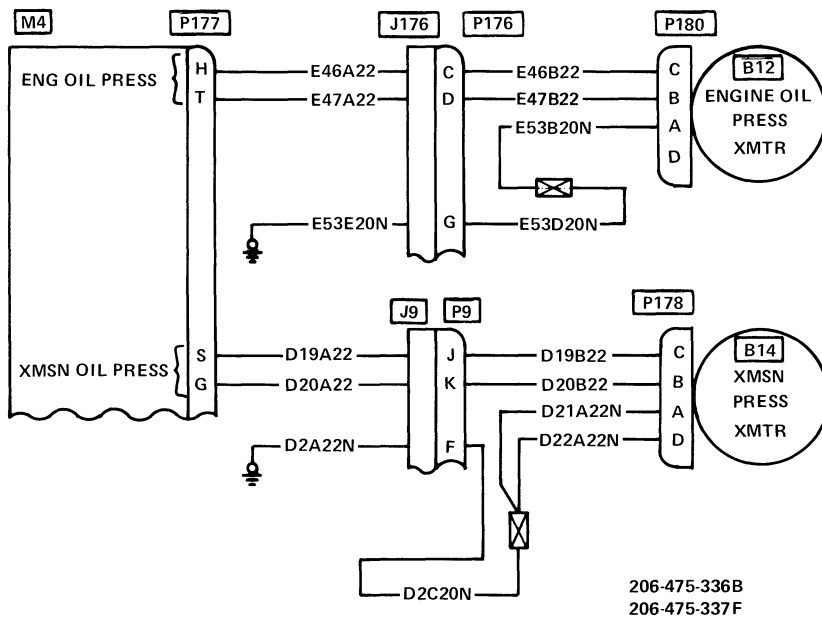 M4 P177 J176 P176 P180
ENG OIL PRESS H E46A22 C E46B22 C B12
T E47A22 D E47B22 B ENGINE OIL
E53B20N A PRESS
D XMTR
E53E20N G E53D20N
J9 P9 P178
XMSN OIL PRESS S D19A22 J D19B22 C B14
G D20A22 K D20B22 B XMSN
D21A22N A PRESS
D2A22N F D22A22N D XMTR
D2C20N
206-475-336B
206-475-337F